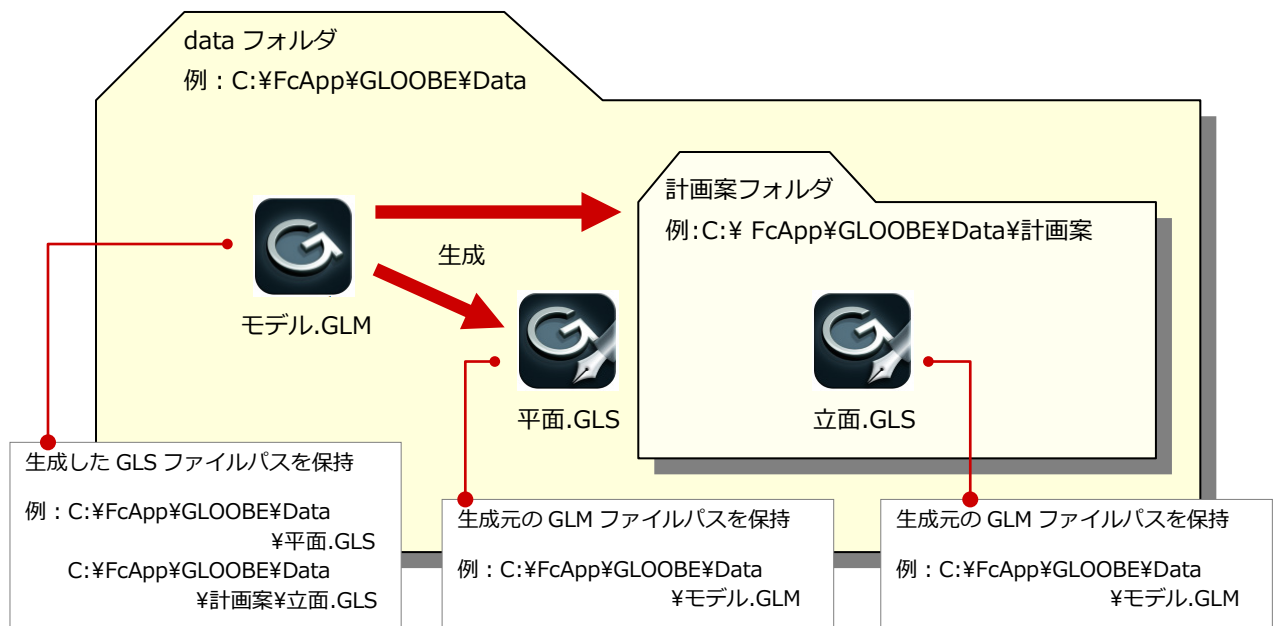 data フォルダ
例：C:¥FcApp¥GLOOBE¥Data
計画案フォルダ
例:C:¥ FcApp¥GLOOBE¥Data¥計画案
生成
モデル.GLM
平面.GLS
立面.GLS
生成した GLS ファイルパスを保持
例：C:¥FcApp¥GLOOBE¥Data
¥平面.GLS
C:¥FcApp¥GLOOBE¥Data
¥計画案¥立面.GLS
生成元の GLM ファイルパスを保持
例：C:¥FcApp¥GLOOBE¥Data
¥モデル.GLM
生成元の GLM ファイルパスを保持
例：C:¥FcApp¥GLOOBE¥Data
¥モデル.GLM